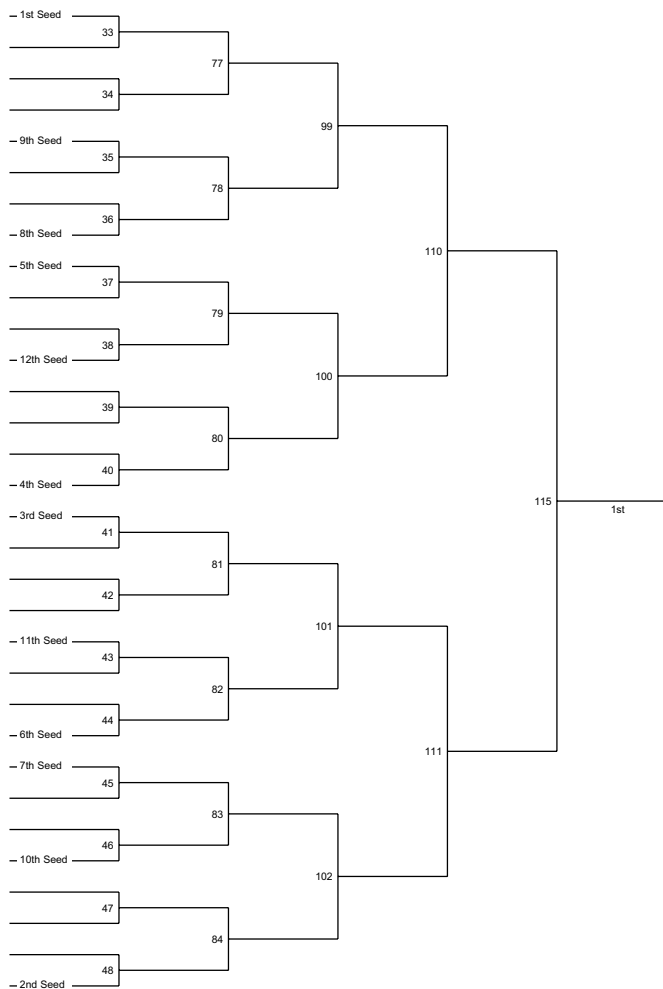 1st Seed
33
77
34
99
9th Seed
35
78
36
8th Seed
110
5th Seed
37
79
38
12th Seed
100
39
80
40
4th Seed
115
1st
3rd Seed
41
81
42
101
11th Seed
43
82
44
6th Seed
111
7th Seed
45
83
46
10th Seed
102
47
84
48
2nd Seed